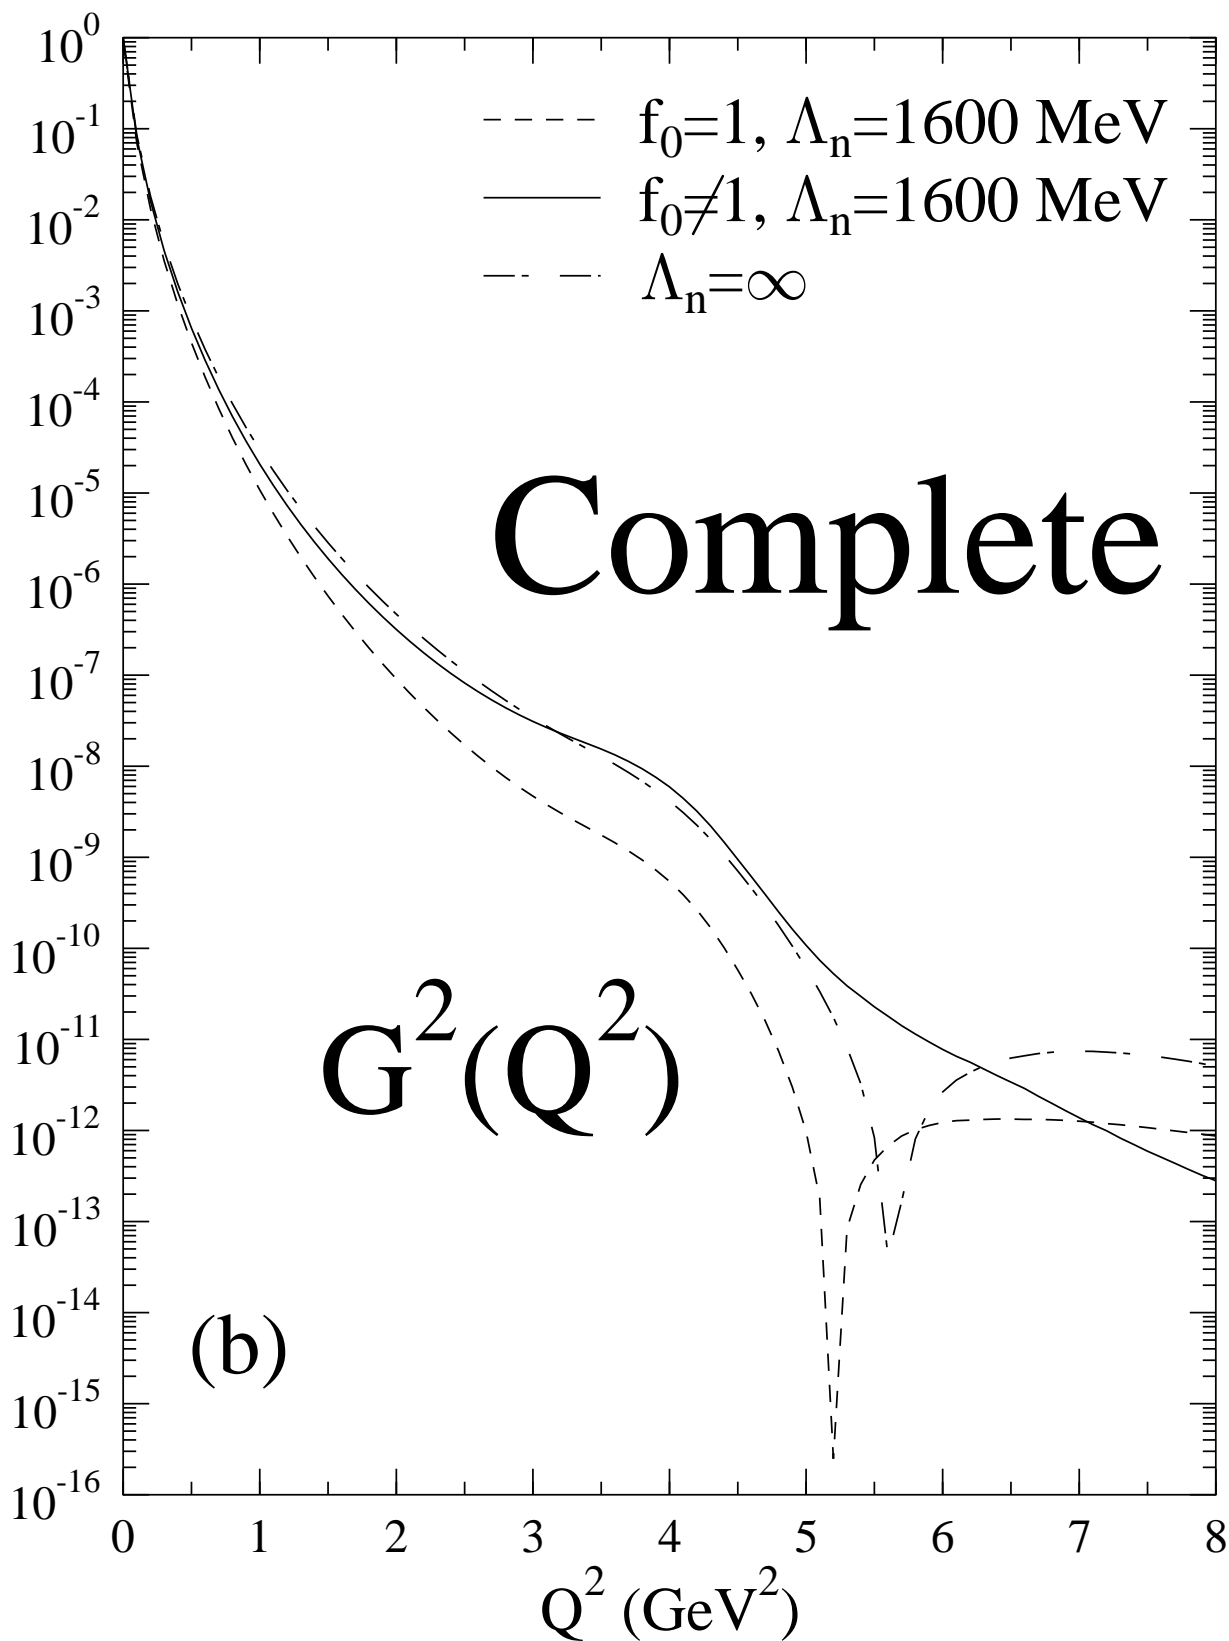 10^0
10^-1
10^-2
10^-3
10^-4
10^-5
10^-6
10^-7
10^-8
10^-9
10^-10
10^-11
10^-12
10^-13
10^-14
10^-15
10^-16
f_0=1, Λ_n=1600 MeV
f_0≠1, Λ_n=1600 MeV
Λ_n=∞
Complete
G^2(Q^2)
(b)
0 1 2 3 4 5 6 7 8
Q^2 (GeV^2)